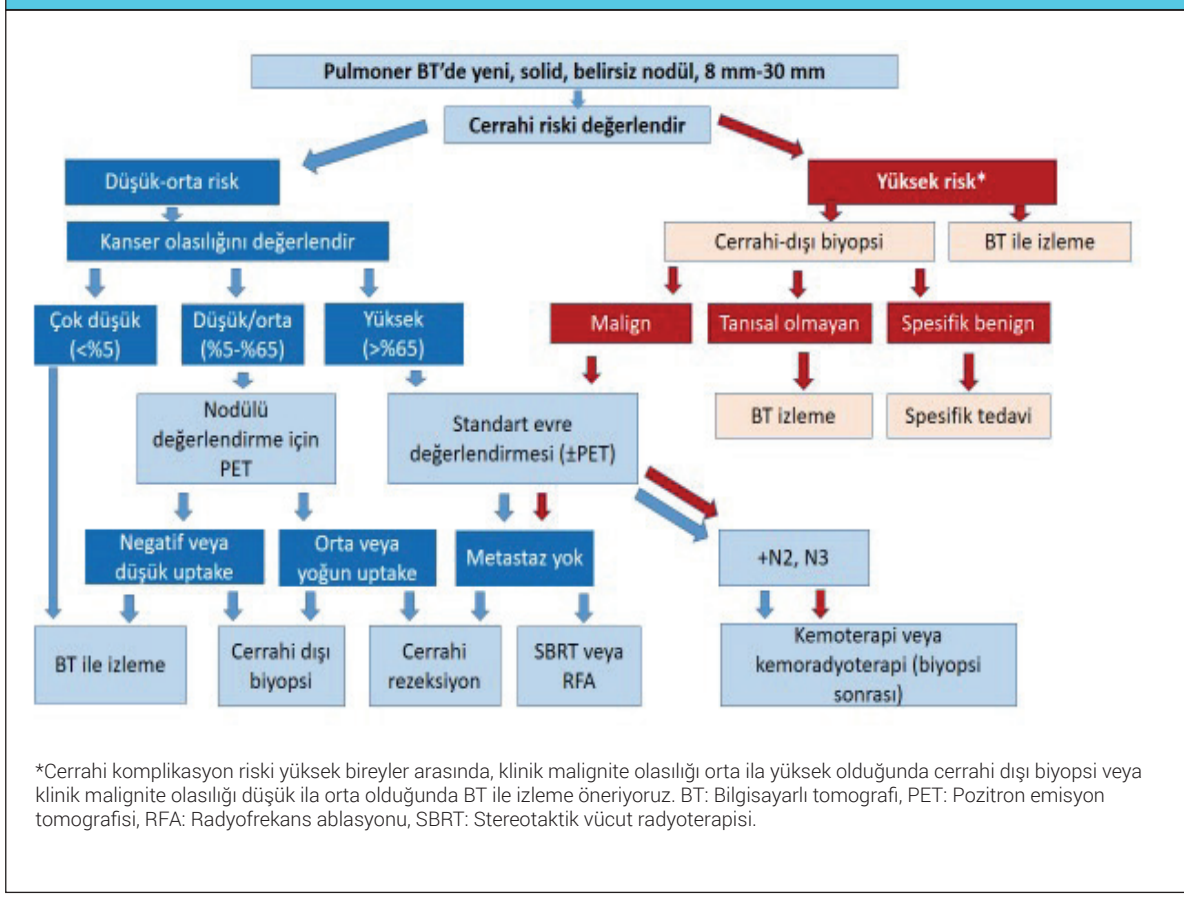 Pulmoner BT'de yeni, solid, belirsiz nodül, 8 mm-30 mm
Cerrahi riski değerlendir
Düşük-orta risk
Yüksek risk*
Kanser olasılığını değerlendir
Cerrahi-dışı biyopsi
BT ile izleme
Çok düşük
(<%5)
Düşük/orta
(%5-%65)
Yüksek
(>%65)
Malign
Tanısal olmayan
Spesifik benign
Nodülü
değerlendirme için
PET
Standart evre
değerlendirmesi (±PET)
BT izleme
Spesifik tedavi
Negatif veya
düşük uptake
Orta veya
yoğun uptake
Metastaz yok
+N2, N3
BT ile izleme
Cerrahi dışı
biyopsi
Cerrahi
rezeksiyon
SBRT veya
RFA
Kemoterapi veya
kemoradyoterapi (biyopsi
sonrası)
*Cerrahi komplikasyon riski yüksek bireyler arasında, klinik malignite olasılığı orta ila yüksek olduğunda cerrahi dışı biyopsi veya
klinik malignite olasılığı düşük ila orta olduğunda BT ile izleme öneriyoruz. BT: Bilgisayarlı tomografi, PET: Pozitron emisyon
tomografisi, RFA: Radyofrekans ablasyonu, SBRT: Stereotaktik vücut radyoterapisi.